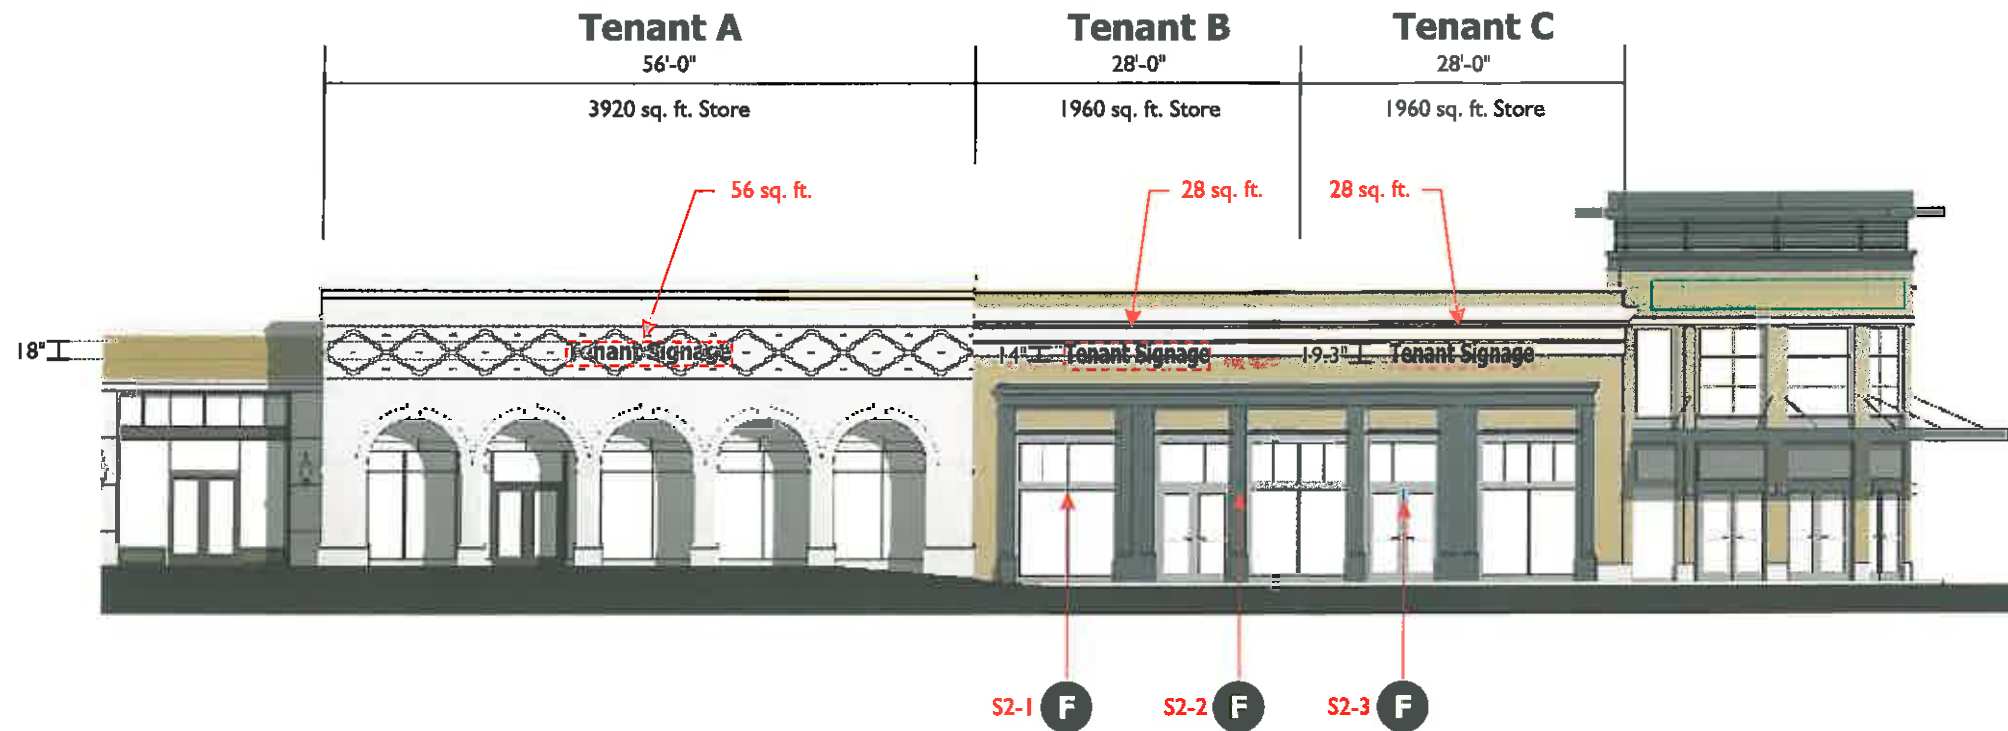 Tenant A
Tenant B
Tenant C
56'-0"
28'-0"
28'-0"
3920 sq. ft. Store
1960 sq. ft. Store
1960 sq. ft. Store
56 sq. ft.
28 sq. ft.
28 sq. ft.
18"
Tenant Signage
14"
Tenant Signage
19.3"
Tenant Signage
S2-1 F
S2-2 F
S2-3 F